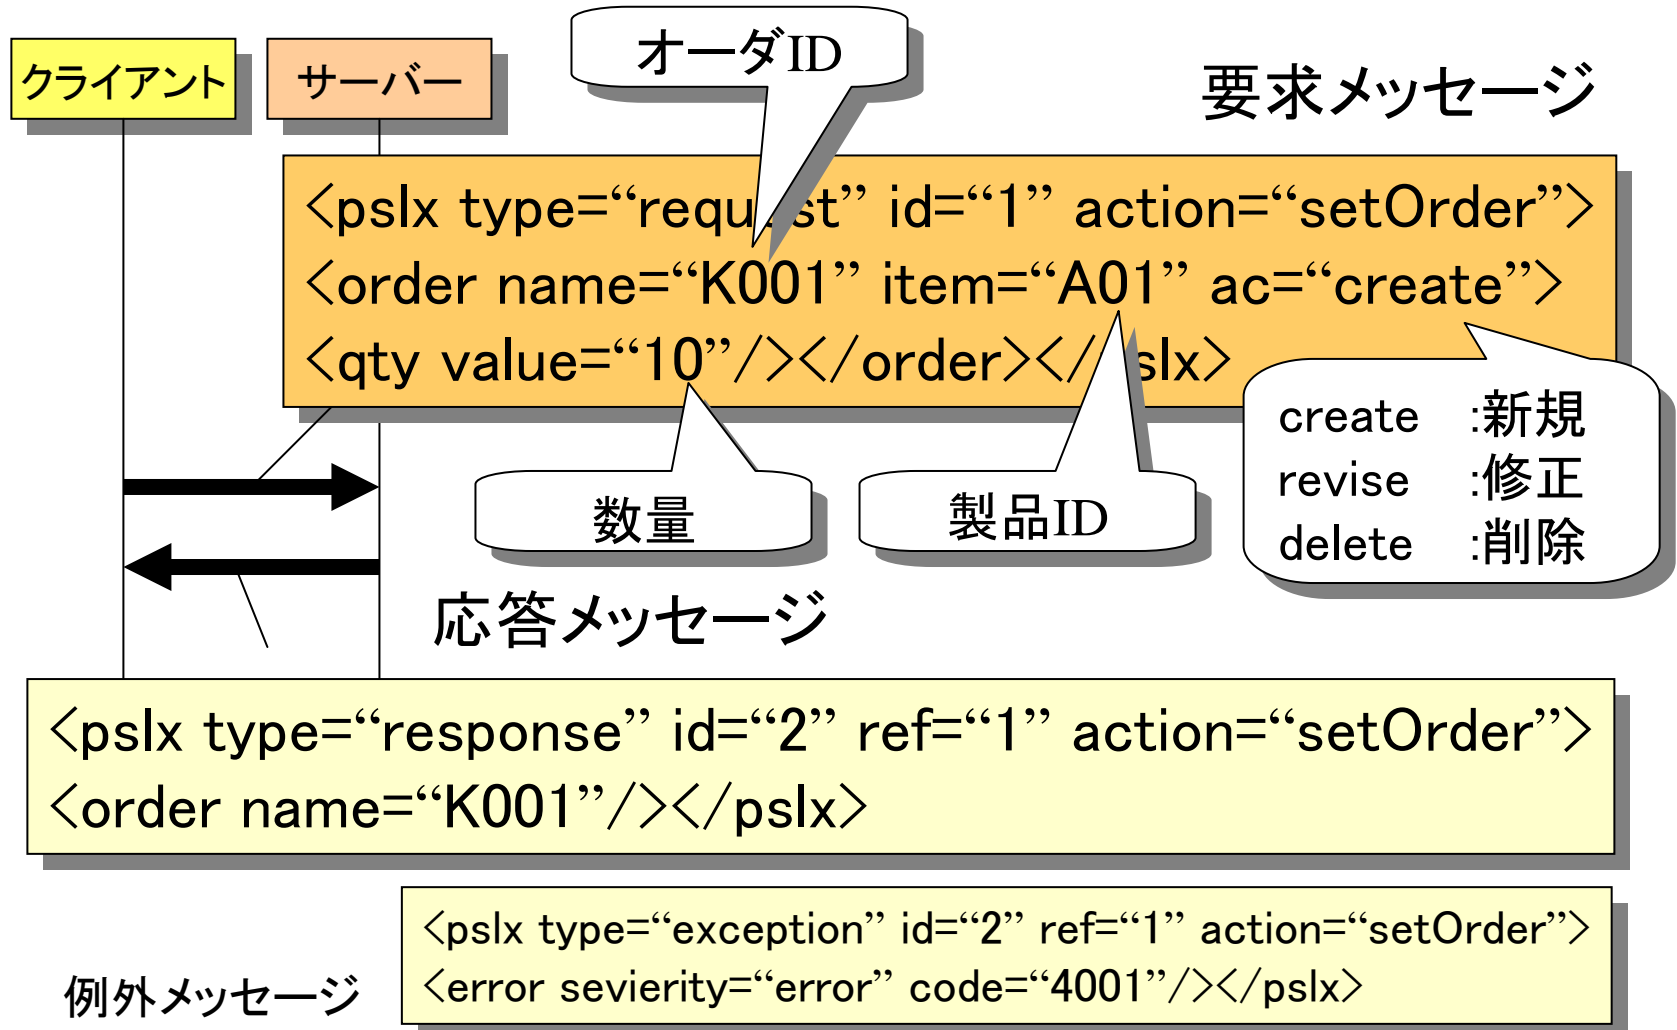 クライアント
サーバー
オーダID
要求メッセージ
<pslx type=“requ st” id=“1” action=“setOrder”>
<order name=“K001” item=“A01” ac=“create”>
<qty value=“10”/></order></ slx>
create :新規
revise :修正
delete :削除
数量
製品ID
応答メッセージ
<pslx type=“response” id=“2” ref=“1” action=“setOrder”>
<order name=“K001”/></pslx>
例外メッセージ
<pslx type=“exception” id=“2” ref=“1” action=“setOrder”>
<error sevierity=“error” code=“4001”/></pslx>